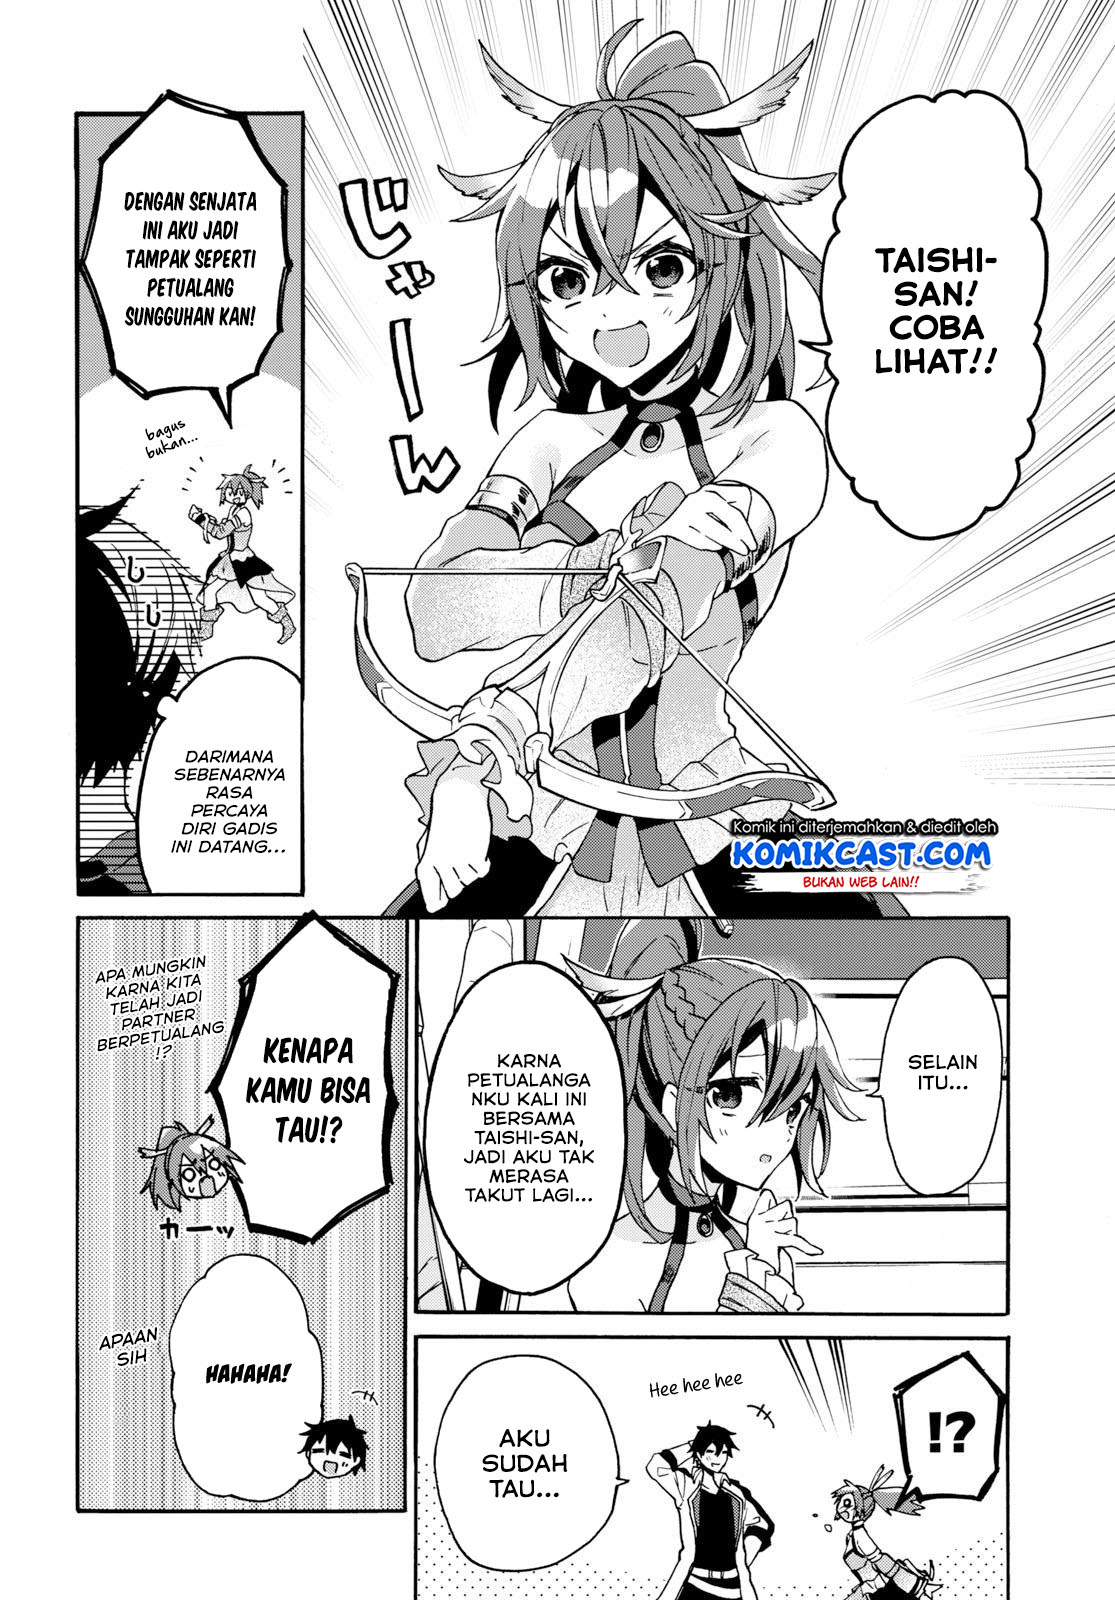 TAISHI-
SAN!
COBA
LIHAT!!
じゃーん
DENGAN SENJATA
INI AKU JADI
TAMPAK SEPERTI
PETUALANG
SUNGGUHAN KAN!
bagus
bukan...
じー
DARIMANA
SEBENARNYA
RASA
PERCAYA
DIRI GADIS
INI DATANG...
Komik ini diterjemahkan & diedit oleh
KOMIKCAST.COM
BUKAN WEB LAIN!!
SELAIN
ITU...
KARNA
PETUALANGA
NKU KALI INI
BERSAMA
TAISHI-SAN,
JADI AKU TAK
MERASA
TAKUT LAGI...
!?
Hee hee hee
AKU
SUDAH
TAU...
KENAPA
KAMU BISA
TAU!?
APA MUNGKIN
KARNA KITA
TELAH JADI
PARTNER
BERPETUALANG
!?
カーッ
HAHAHA!
APAAN
SIH